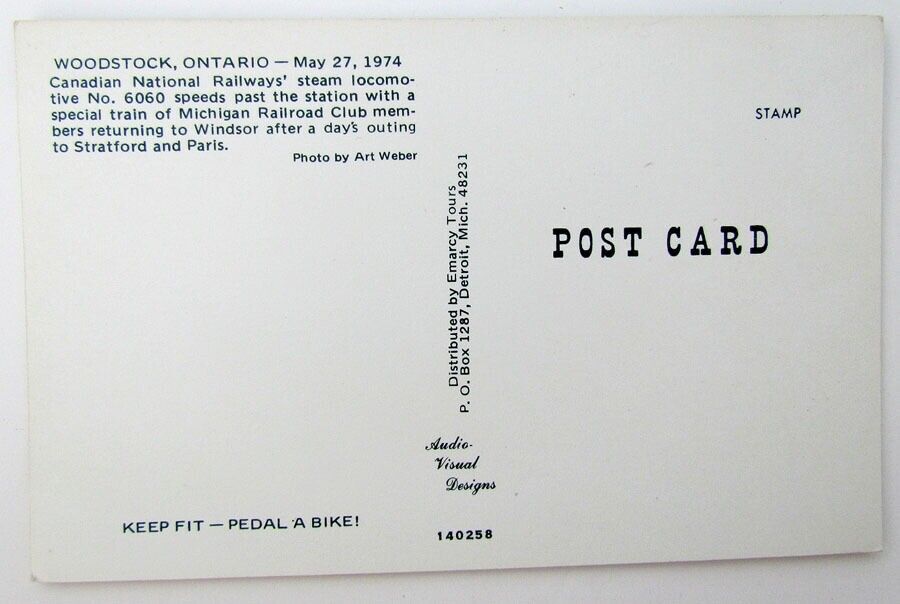 WOODSTOCK, ONTARIO — May 27, 1974
Canadian National Railways' steam locomo-
tive No. 6060 speeds past the station with a
special train of Michigan Railroad Club mem-
bers returning to Windsor after a day's outing
to Stratford and Paris.
Photo by Art Weber
KEEP FIT — PEDAL A BIKE!
Distributed by Emarcy Tours
P. O. Box 1287, Detroit, Mich. 48231
Audio-
Visual
Designs
140258
STAMP
POST CARD